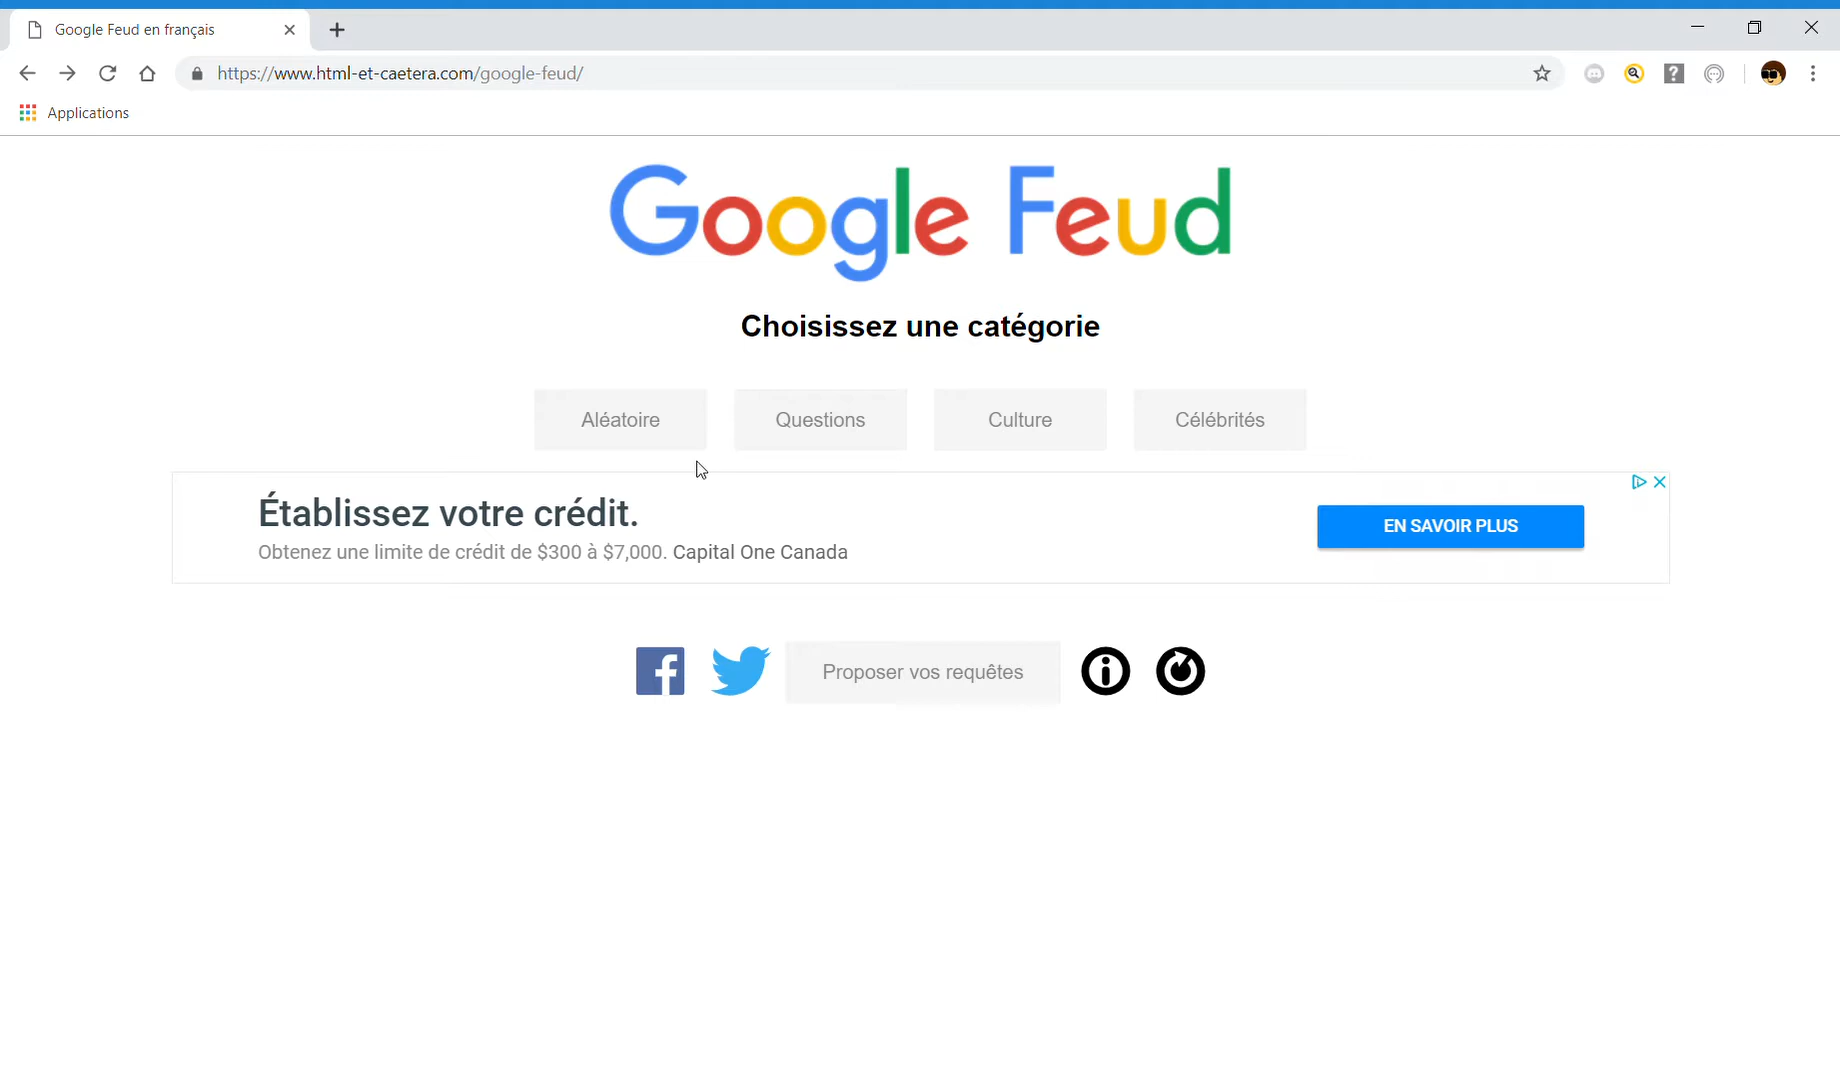 Google Feud en français
https://www.html-et-caetera.com/google-feud/
Applications
Google Feud
Choisissez une catégorie
Aléatoire
Questions
Culture
Célébrités
Établissez votre crédit.
Obtenez une limite de crédit de $300 à $7,000. Capital One Canada
EN SAVOIR PLUS
Proposer vos requêtes